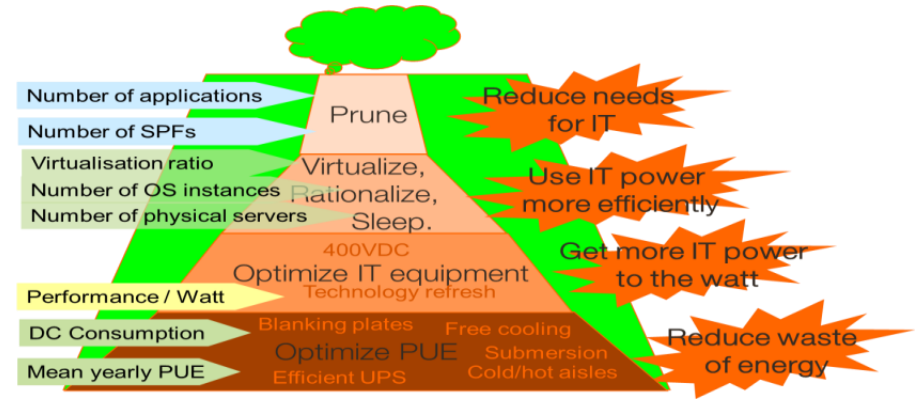 Number of applications
Number of SPFs
Prune
Reduce needs
for IT
Virtualisation ratio
Number of OS instances
Number of physical servers
Virtualize,
Rationalize,
Sleep.
Use IT power
more efficiently
400VDC
Optimize IT equipment
Technology refresh
Performance / Watt
Get more IT power
to the watt
DC Consumption
Mean yearly PUE
Blanking plates
Free cooling
Optimize PUE
Submersion
Efficient UPS
Cold/hot aisles
Reduce waste
of energy